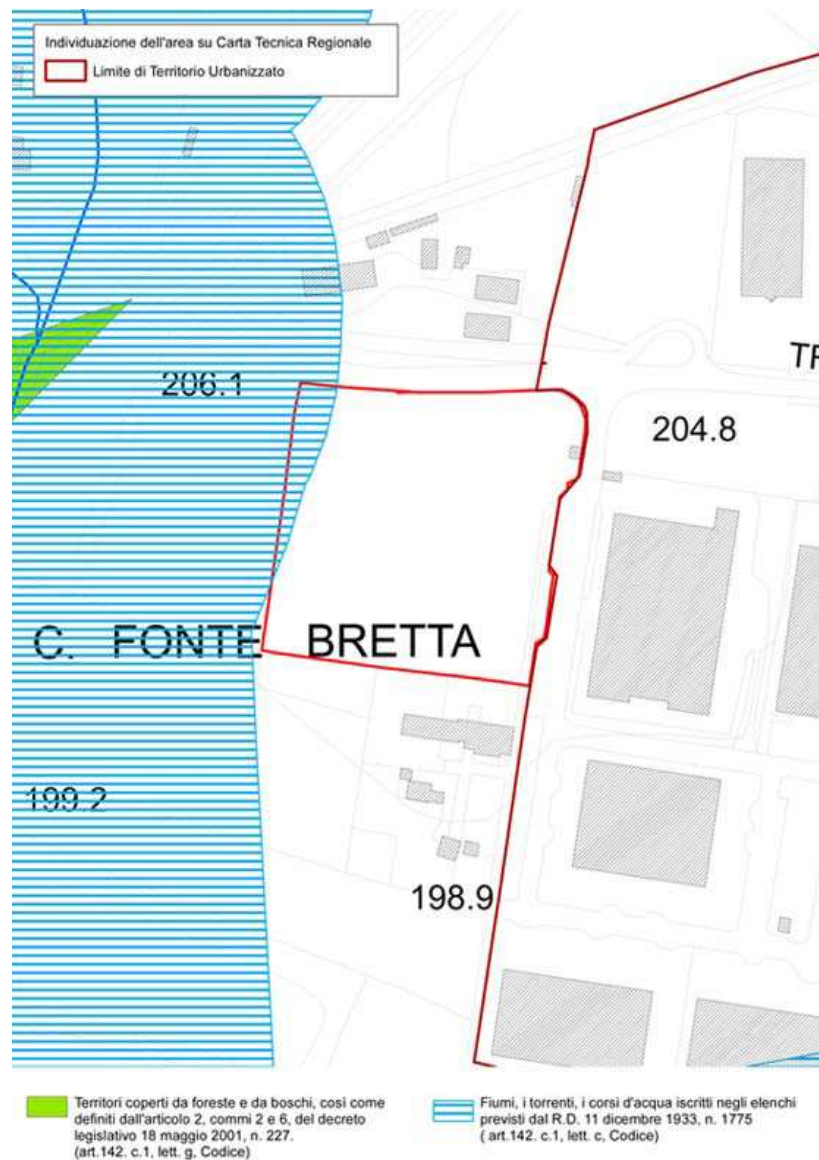 Individuazione dell'area su Carta Tecnica Regionale
Limite di Territorio Urbanizzato
TR
206.1
204.8
C. FONTE BRETTA
199.2
198.9
Territori coperti da foreste e da boschi, così come
definiti dall'articolo 2, commi 2 e 6, del decreto
legislativo 18 maggio 2001, n. 227.
(art.142. c.1, lett. g, Codice)
Fiumi, i torrenti, i corsi d'acqua iscritti negli elenchi
previsti dal R.D. 11 dicembre 1933, n. 1775
( art.142. c.1, lett. c, Codice)